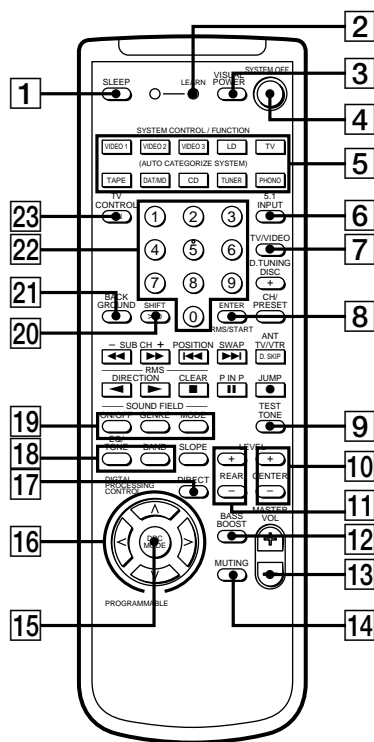 2
SYSTEM OFF
VISUAL
POWER
3
SLEEP
LEARN
1
4
SYSTEM CONTROL / FUNCTION
VIDEO 1 VIDEO 2 VIDEO 3 LD TV
5
(AUTO CATEGORIZE SYSTEM)
TAPE DAT/MD CD TUNER PHONO
TV
CONTROL
5.1
INPUT
23
1 2 3
6
22
4 5 6
TV/VIDEO
7
D.TUNING
DISC
+
21
7 8 9
BACK
GROUND
SHIFT
>10
0
ENTER
RMS/START
CH/
PRESET
8
20
− SUB CH + POSITION SWAP
ANT
TV/VTR
D. SKIP
RMS
DIRECTION CLEAR P IN P JUMP
SOUND FIELD
19
ON/OFF GENRE MODE
TEST
TONE
9
18
EQ/
TONE BAND SLOPE
LEVEL
10
+ +
REAR CENTER
− −
17
DIGITAL
PROCESSING
CONTROL
DIRECT
11
MASTER
VOL
16
BASS
BOOST
12
DPC
MODE
+
MUTING
−
13
15
PROGRAMMABLE
14